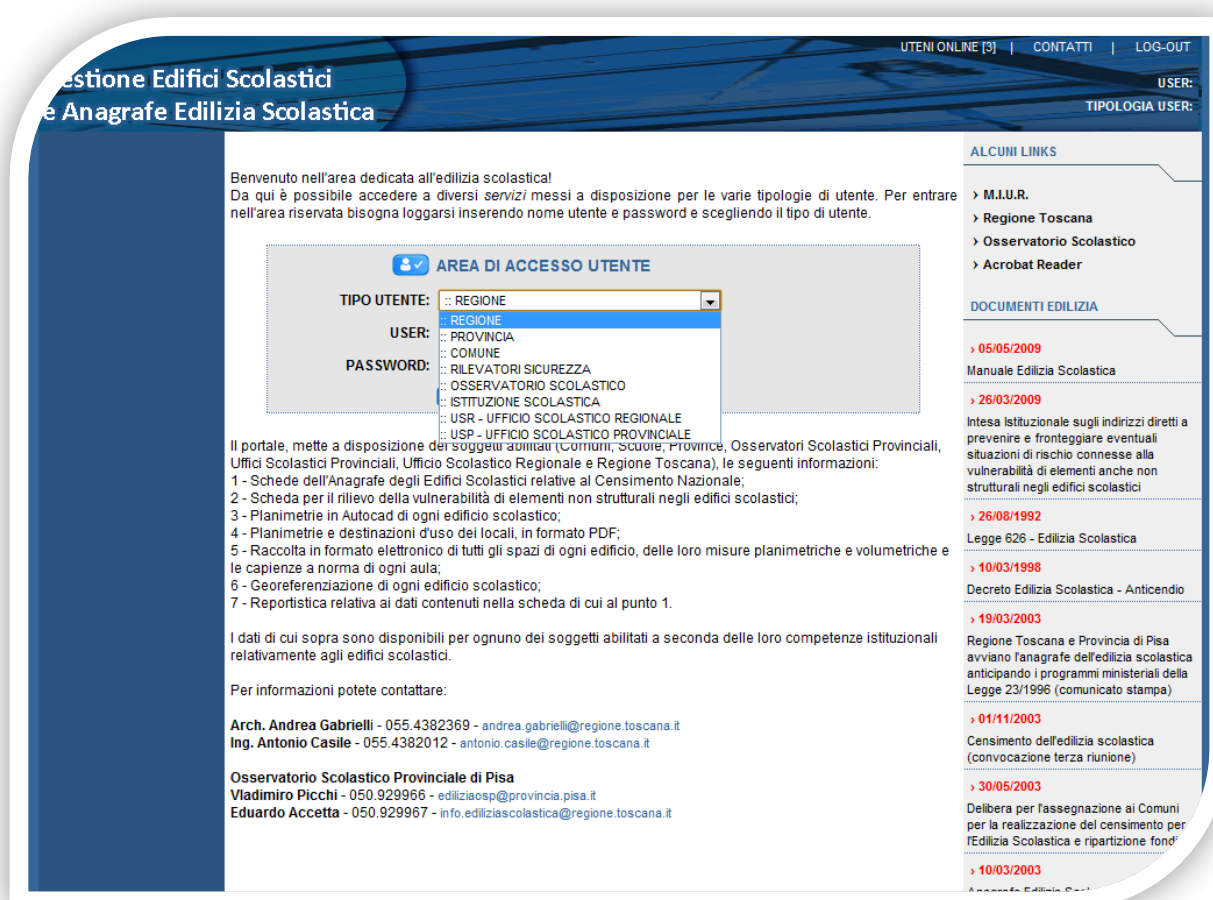 UTENI ONLINE [3] | CONTATTI | LOG-OUT
USER:
TIPOLOGIA USER:
estione Edifici Scolastici
e Anagrafe Edilizia Scolastica
Benvenuto nell'area dedicata all'edilizia scolastica!
Da qui è possibile accedere a diversi servizi messi a disposizione per le varie tipologie di utente. Per entrare
nell'area riservata bisogna loggarsi inserendo nome utente e password e scegliendo il tipo di utente.
AREA DI ACCESSO UTENTE
TIPO UTENTE: :: REGIONE
USER:
PASSWORD:
:: REGIONE
:: PROVINCIA
:: COMUNE
:: RILEVATORI SICUREZZA
:: OSSERVATORIO SCOLASTICO
:: ISTITUZIONE SCOLASTICA
:: USR - UFFICIO SCOLASTICO REGIONALE
:: USP - UFFICIO SCOLASTICO PROVINCIALE
Il portale, mette a disposizione dei soggetti abilitati (Comuni, Scuole, Province, Osservatori Scolastici Provinciali,
Uffici Scolastici Provinciali, Ufficio Scolastico Regionale e Regione Toscana), le seguenti informazioni:
1 - Schede dell'Anagrafe degli Edifici Scolastici relative al Censimento Nazionale;
2 - Scheda per il rilievo della vulnerabilità di elementi non strutturali negli edifici scolastici;
3 - Planimetrie in Autocad di ogni edificio scolastico;
4 - Planimetrie e destinazioni d'uso dei locali, in formato PDF;
5 - Raccolta in formato elettronico di tutti gli spazi di ogni edificio, delle loro misure planimetriche e volumetriche e
le capienze a norma di ogni aula;
6 - Georeferenziazione di ogni edificio scolastico;
7 - Reportistica relativa ai dati contenuti nella scheda di cui al punto 1.
I dati di cui sopra sono disponibili per ognuno dei soggetti abilitati a seconda delle loro competenze istituzionali
relativamente agli edifici scolastici.
Per informazioni potete contattare:
Arch. Andrea Gabrielli - 055.4382369 - andrea.gabrielli@regione.toscana.it
Ing. Antonio Casile - 055.4382012 - antonio.casile@regione.toscana.it
Osservatorio Scolastico Provinciale di Pisa
Vladimiro Picchi - 050.929966 - ediliziaosp@provincia.pisa.it
Eduardo Accetta - 050.929967 - info.ediliziascolastica@regione.toscana.it
ALCUNI LINKS
› M.I.U.R.
› Regione Toscana
› Osservatorio Scolastico
› Acrobat Reader
DOCUMENTI EDILIZIA
› 05/05/2009
Manuale Edilizia Scolastica
› 26/03/2009
Intesa Istituzionale sugli indirizzi diretti a
prevenire e fronteggiare eventuali
situazioni di rischio connesse alla
vulnerabilità di elementi anche non
strutturali negli edifici scolastici
› 26/08/1992
Legge 626 - Edilizia Scolastica
› 10/03/1998
Decreto Edilizia Scolastica - Anticendio
› 19/03/2003
Regione Toscana e Provincia di Pisa
avviano l'anagrafe dell'edilizia scolastica
anticipando i programmi ministeriali della
Legge 23/1996 (comunicato stampa)
› 01/11/2003
Censimento dell'edilizia scolastica
(convocazione terza riunione)
› 30/05/2003
Delibera per l'assegnazione ai Comuni
per la realizzazione del censimento per
l'Edilizia Scolastica e ripartizione fondi
› 10/03/2003